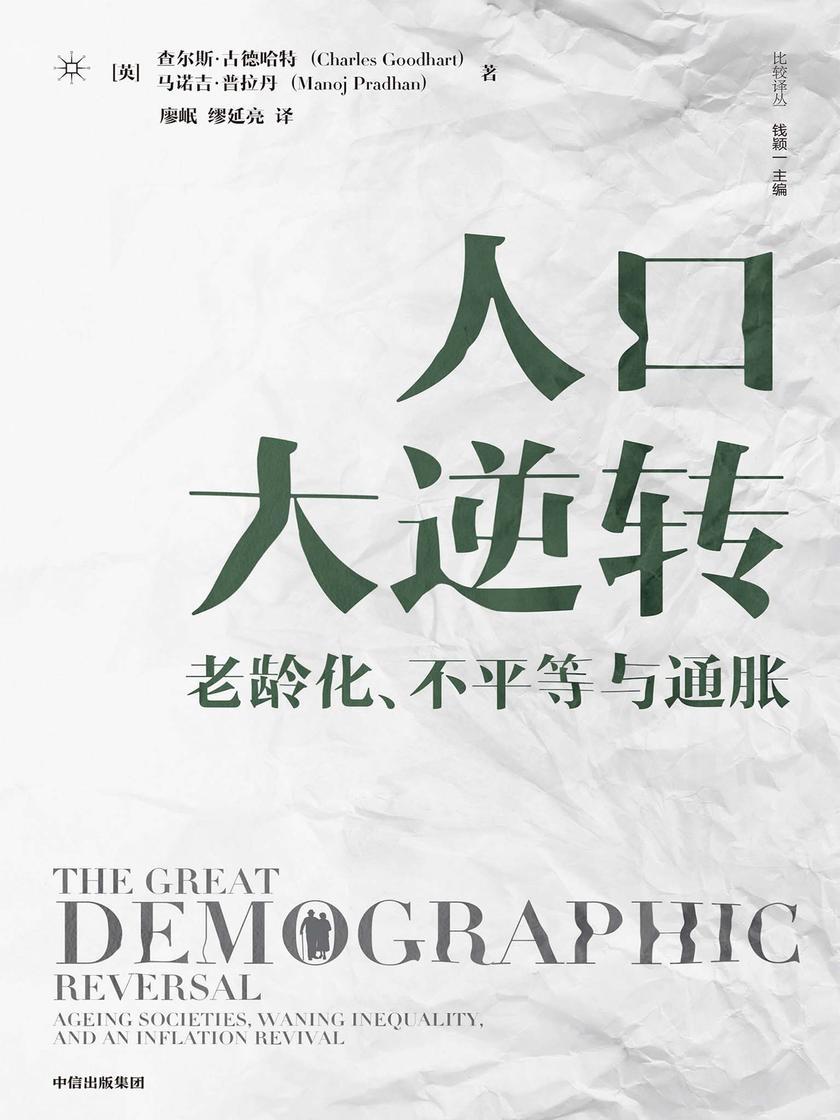 [英] 查尔斯·古德哈特 (Charles Goodhart)
马诺吉·普拉丹 (Manoj Pradhan) 著
廖岷 缪延亮 译
比较译丛 钱颖一 主编
人口
大逆转
老龄化、不平等与通胀
THE GREAT
DEMOGRAPHIC
REVERSAL
AGEING SOCIETIES, WANING INEQUALITY,
AND AN INFLATION REVIVAL
中信出版集团